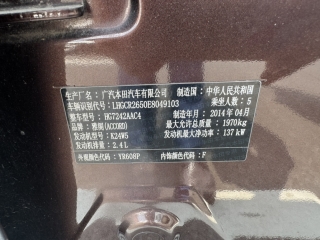 生产厂名：广汽本田汽车有限公司 制造国：中华人民共和国
车辆识别代号：LHGCR2650E8049103 乘坐人数：5
整车型号：HG7242AAC4 制造年月：2014年04月
品牌：雅阁(ACCORD) 最大允许总质量：1970kg
发动机型号：K24W5 发动机最大净功率：137kW
发动机排量：2.4L
外观颜色代码：YR608P 内饰颜色代码：F